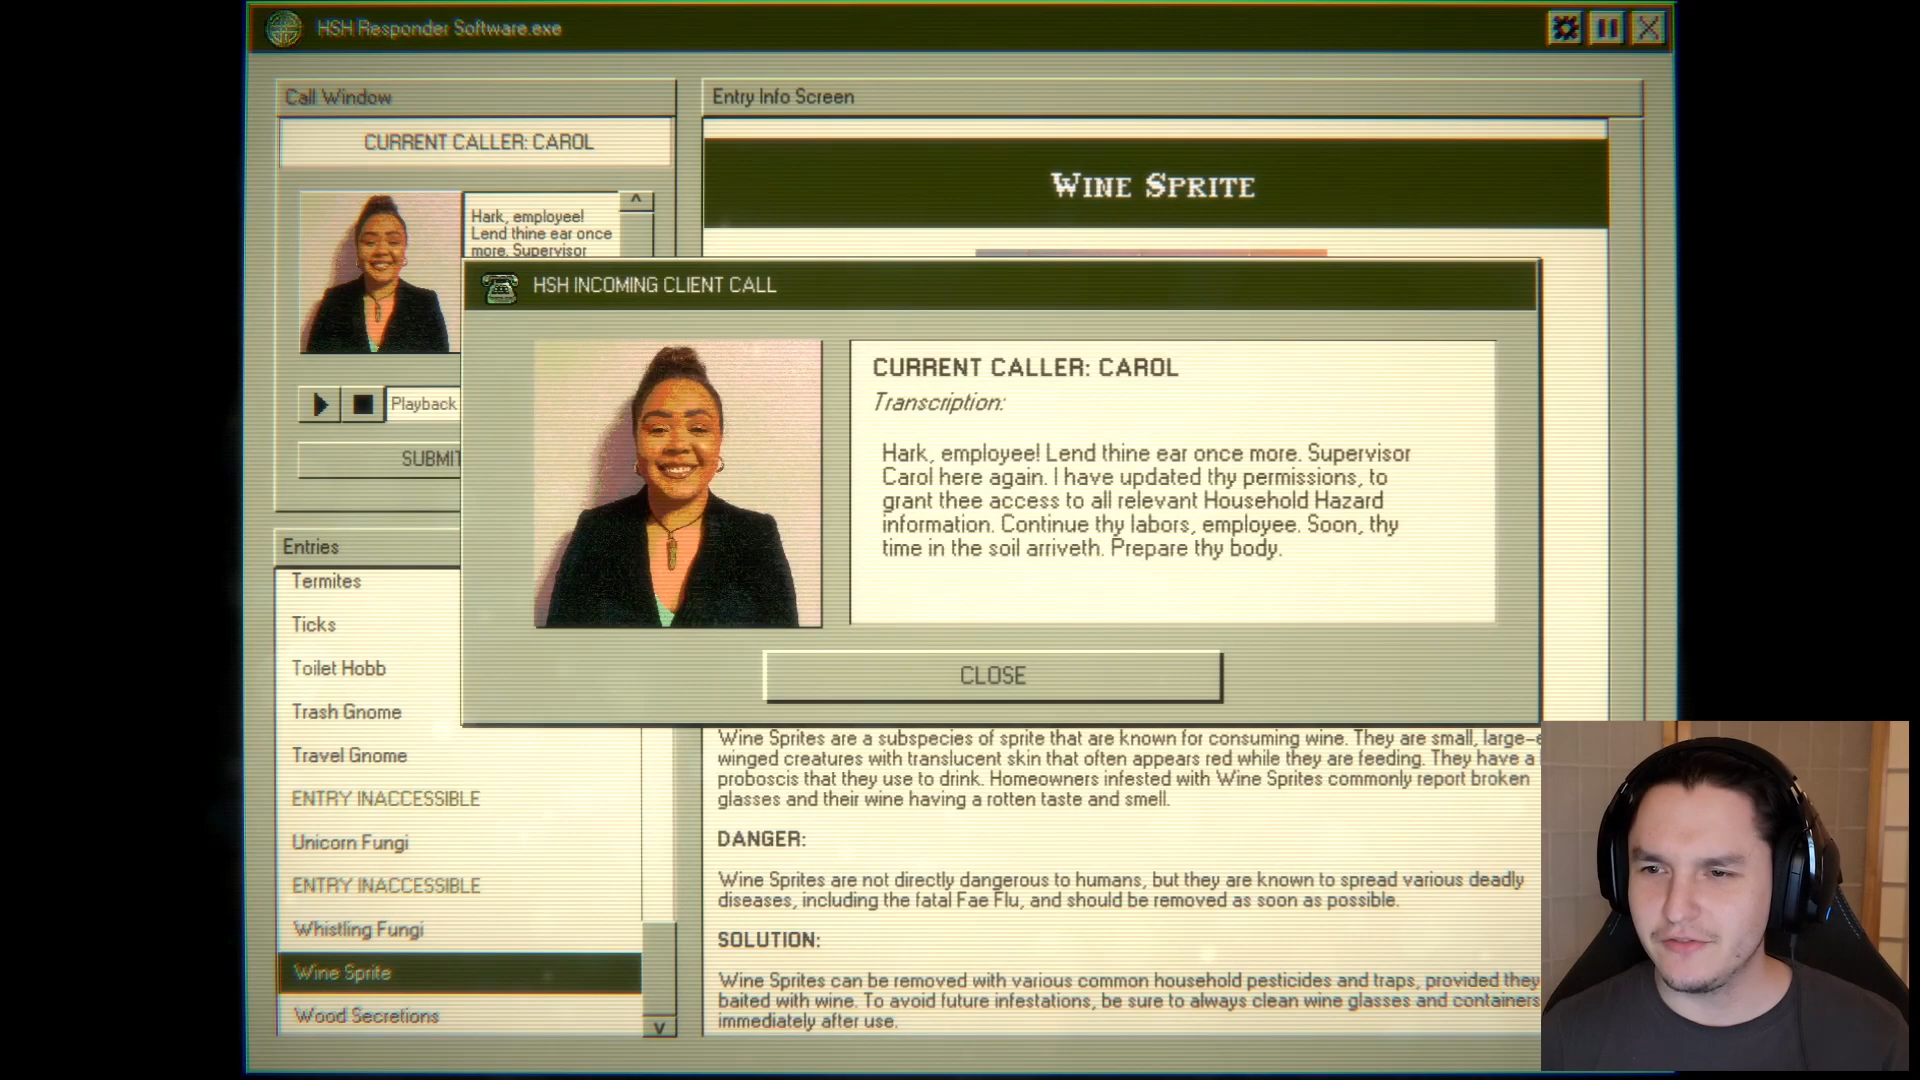 HSH Responder Software.exe
Call Window
CURRENT CALLER: CAROL
Hark, employee!
Lend thine ear once
more. Supervisor
Playback
SUBMIT
Entries
Termites
Ticks
Toilet Hobb
Trash Gnome
Travel Gnome
ENTRY INACCESSIBLE
Unicorn Fungi
ENTRY INACCESSIBLE
Whistling Fungi
Wine Sprite
Wood Secretions
Entry Info Screen
WINE SPRITE
HSH INCOMING CLIENT CALL
CURRENT CALLER: CAROL
Transcription:
Hark, employee! Lend thine ear once more. Supervisor
Carol here again. I have updated thy permissions, to
grant thee access to all relevant Household Hazard
information. Continue thy labors, employee. Soon, thy
time in the soil arriveth. Prepare thy body.
CLOSE
Wine Sprites are a subspecies of sprite that are known for consuming wine. They are small, large-
winged creatures with translucent skin that often appears red while they are feeding. They have a
proboscis that they use to drink. Homeowners infested with Wine Sprites commonly report broken
glasses and their wine having a rotten taste and smell.
DANGER:
Wine Sprites are not directly dangerous to humans, but they are known to spread various deadly
diseases, including the fatal Fae Flu, and should be removed as soon as possible.
SOLUTION:
Wine Sprites can be removed with various common household pesticides and traps, provided they
baited with wine. To avoid future infestations, be sure to always clean wine glasses and containers
immediately after use.